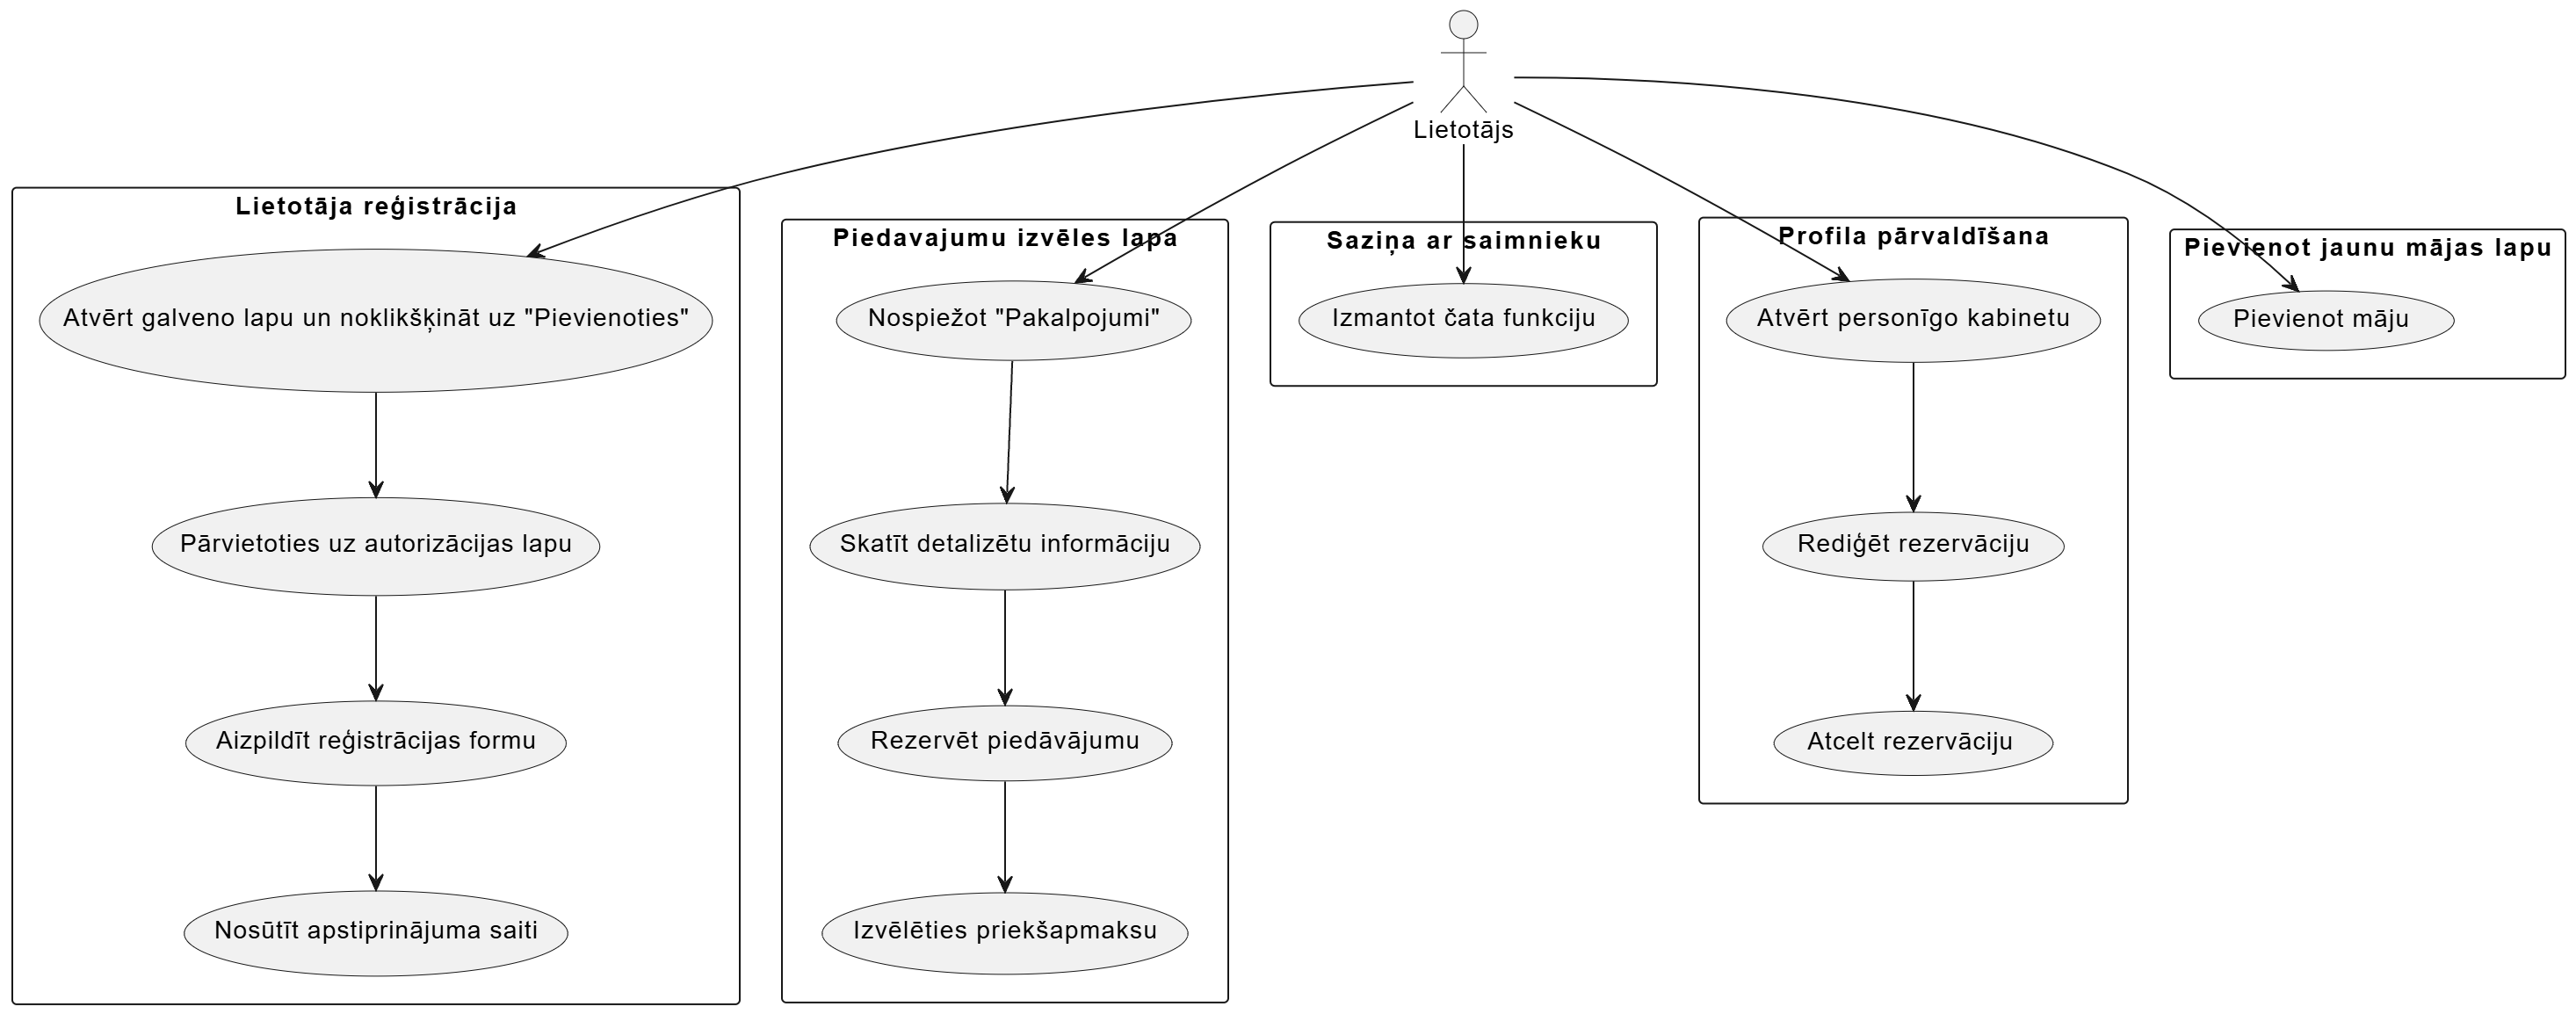 Lietotājs
Lietotāja reģistrācija
Atvērt galveno lapu un noklikšķināt uz "Pievienoties"
Pārvietoties uz autorizācijas lapu
Aizpildīt reģistrācijas formu
Nosūtīt apstiprinājuma saiti
Piedavajumu izvēles lapa
Nospiežot "Pakalpojumi"
Skatīt detalizētu informāciju
Rezervēt piedāvājumu
Izvēlēties priekšapmaksu
Saziņa ar saimnieku
Izmantot čata funkciju
Profila pārvaldīšana
Atvērt personīgo kabinetu
Rediģēt rezervāciju
Atcelt rezervāciju
Pievienot jaunu mājas lapu
Pievienot māju